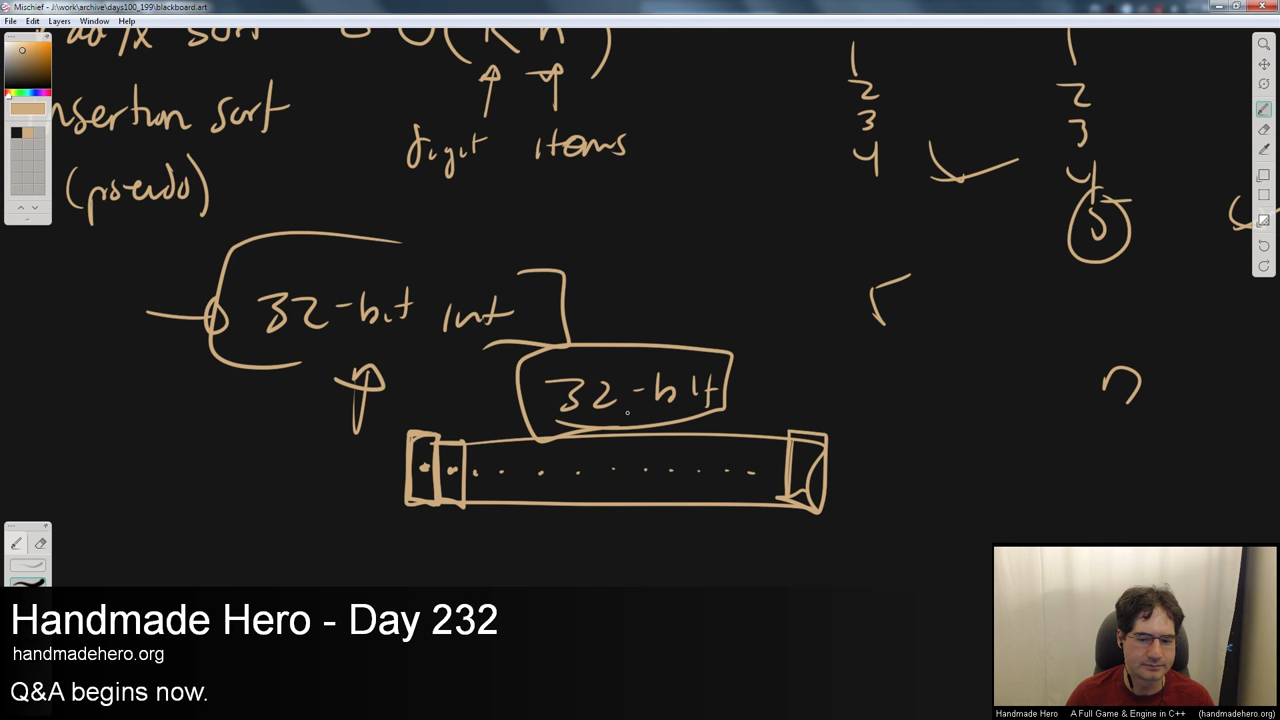 Mischief - J:\work\archive\days100_199\blackboard.art
File Edit Layers Window Help
sort O(k n)
nsertion sort
(pseudo)
digit items
1
2
3
4
1
2
3
4
5
32-bit int
32-bit
n
Handmade Hero - Day 232
handmadehero.org
Q&A begins now.
Handmade Hero A Full Game & Engine in C++ (handmadehero.org)